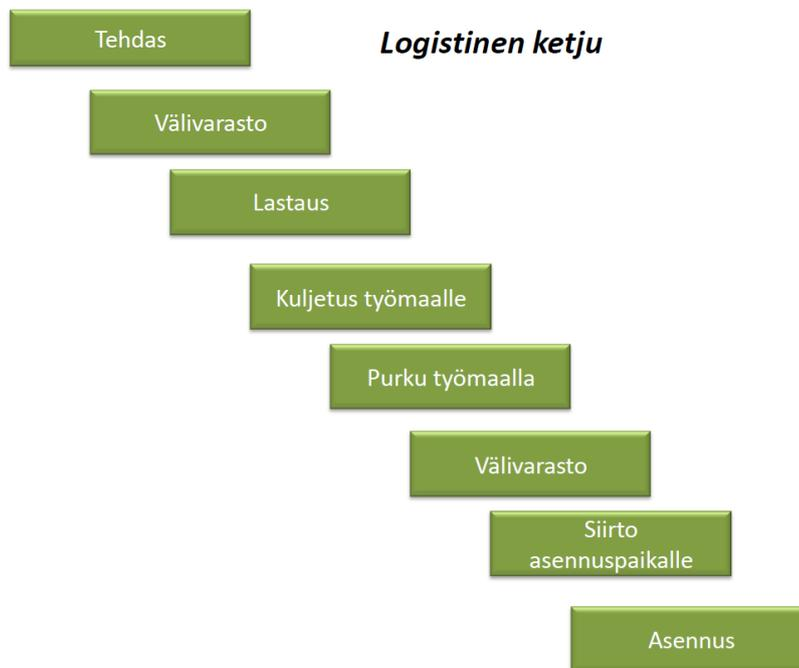 Tehdas
Logistinen ketju
Välivarasto
Lastaus
Kuljetus työmaalle
Purku työmaalla
Välivarasto
Siirto
asennuspaikalle
Asennus